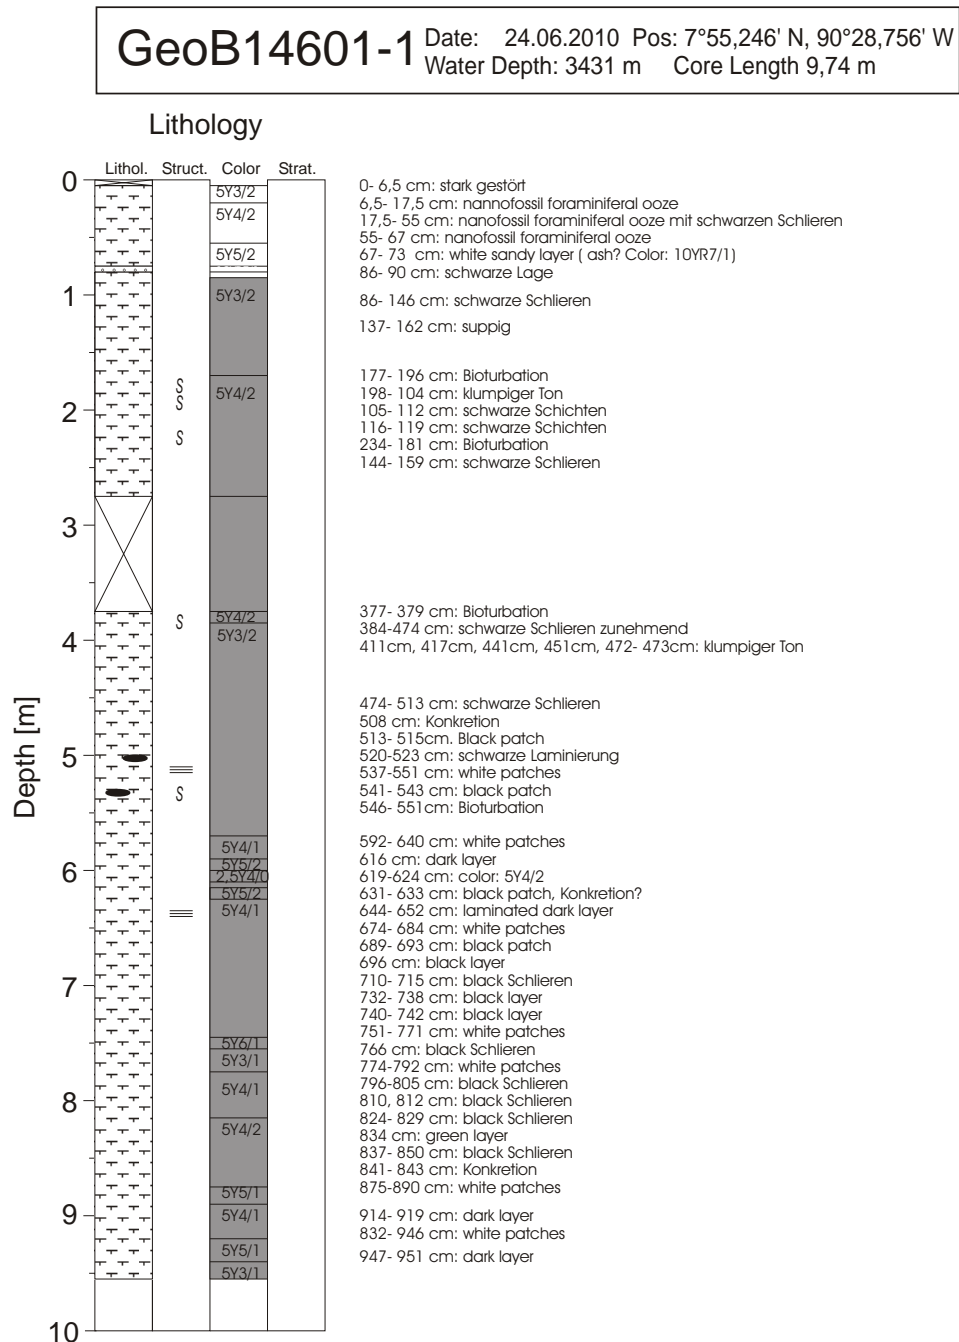 GeoB14601-1
Date: 24.06.2010 Pos: 7°55,246' N, 90°28,756' W
Water Depth: 3431 m Core Length 9,74 m
Lithology
Lithol. Struct. Color Strat.
Depth [m]
0
1
2
3
4
5
6
7
8
9
10
S
S
S
S
S
5Y3/2
5Y4/2
5Y5/2
5Y3/2
5Y4/2
5Y4/2
5Y3/2
5Y4/1
5Y5/2
2,5Y4/0
5Y5/2
5Y4/1
5Y6/1
5Y3/1
5Y4/1
5Y4/2
5Y5/1
5Y4/1
5Y5/1
5Y3/1
0- 6,5 cm: stark gestört
6,5- 17,5 cm: nannofossil foraminiferal ooze
17,5- 55 cm: nanofossil foraminiferal ooze mit schwarzen Schlieren
55- 67 cm: nanofossil foraminiferal ooze
67- 73 cm: white sandy layer ( ash? Color: 10YR7/1)
86- 90 cm: schwarze Lage
86- 146 cm: schwarze Schlieren
137- 162 cm: suppig
177- 196 cm: Bioturbation
198- 104 cm: klumpiger Ton
105- 112 cm: schwarze Schichten
116- 119 cm: schwarze Schichten
234- 181 cm: Bioturbation
144- 159 cm: schwarze Schlieren
377- 379 cm: Bioturbation
384-474 cm: schwarze Schlieren zunehmend
411cm, 417cm, 441cm, 451cm, 472- 473cm: klumpiger Ton
474- 513 cm: schwarze Schlieren
508 cm: Konkretion
513- 515cm. Black patch
520-523 cm: schwarze Laminierung
537-551 cm: white patches
541- 543 cm: black patch
546- 551cm: Bioturbation
592- 640 cm: white patches
616 cm: dark layer
619-624 cm: color: 5Y4/2
631- 633 cm: black patch, Konkretion?
644- 652 cm: laminated dark layer
674- 684 cm: white patches
689- 693 cm: black patch
696 cm: black layer
710- 715 cm: black Schlieren
732- 738 cm: black layer
740- 742 cm: black layer
751- 771 cm: white patches
766 cm: black Schlieren
774-792 cm: white patches
796-805 cm: black Schlieren
810, 812 cm: black Schlieren
824- 829 cm: black Schlieren
834 cm: green layer
837- 850 cm: black Schlieren
841- 843 cm: Konkretion
875-890 cm: white patches
914- 919 cm: dark layer
832- 946 cm: white patches
947- 951 cm: dark layer